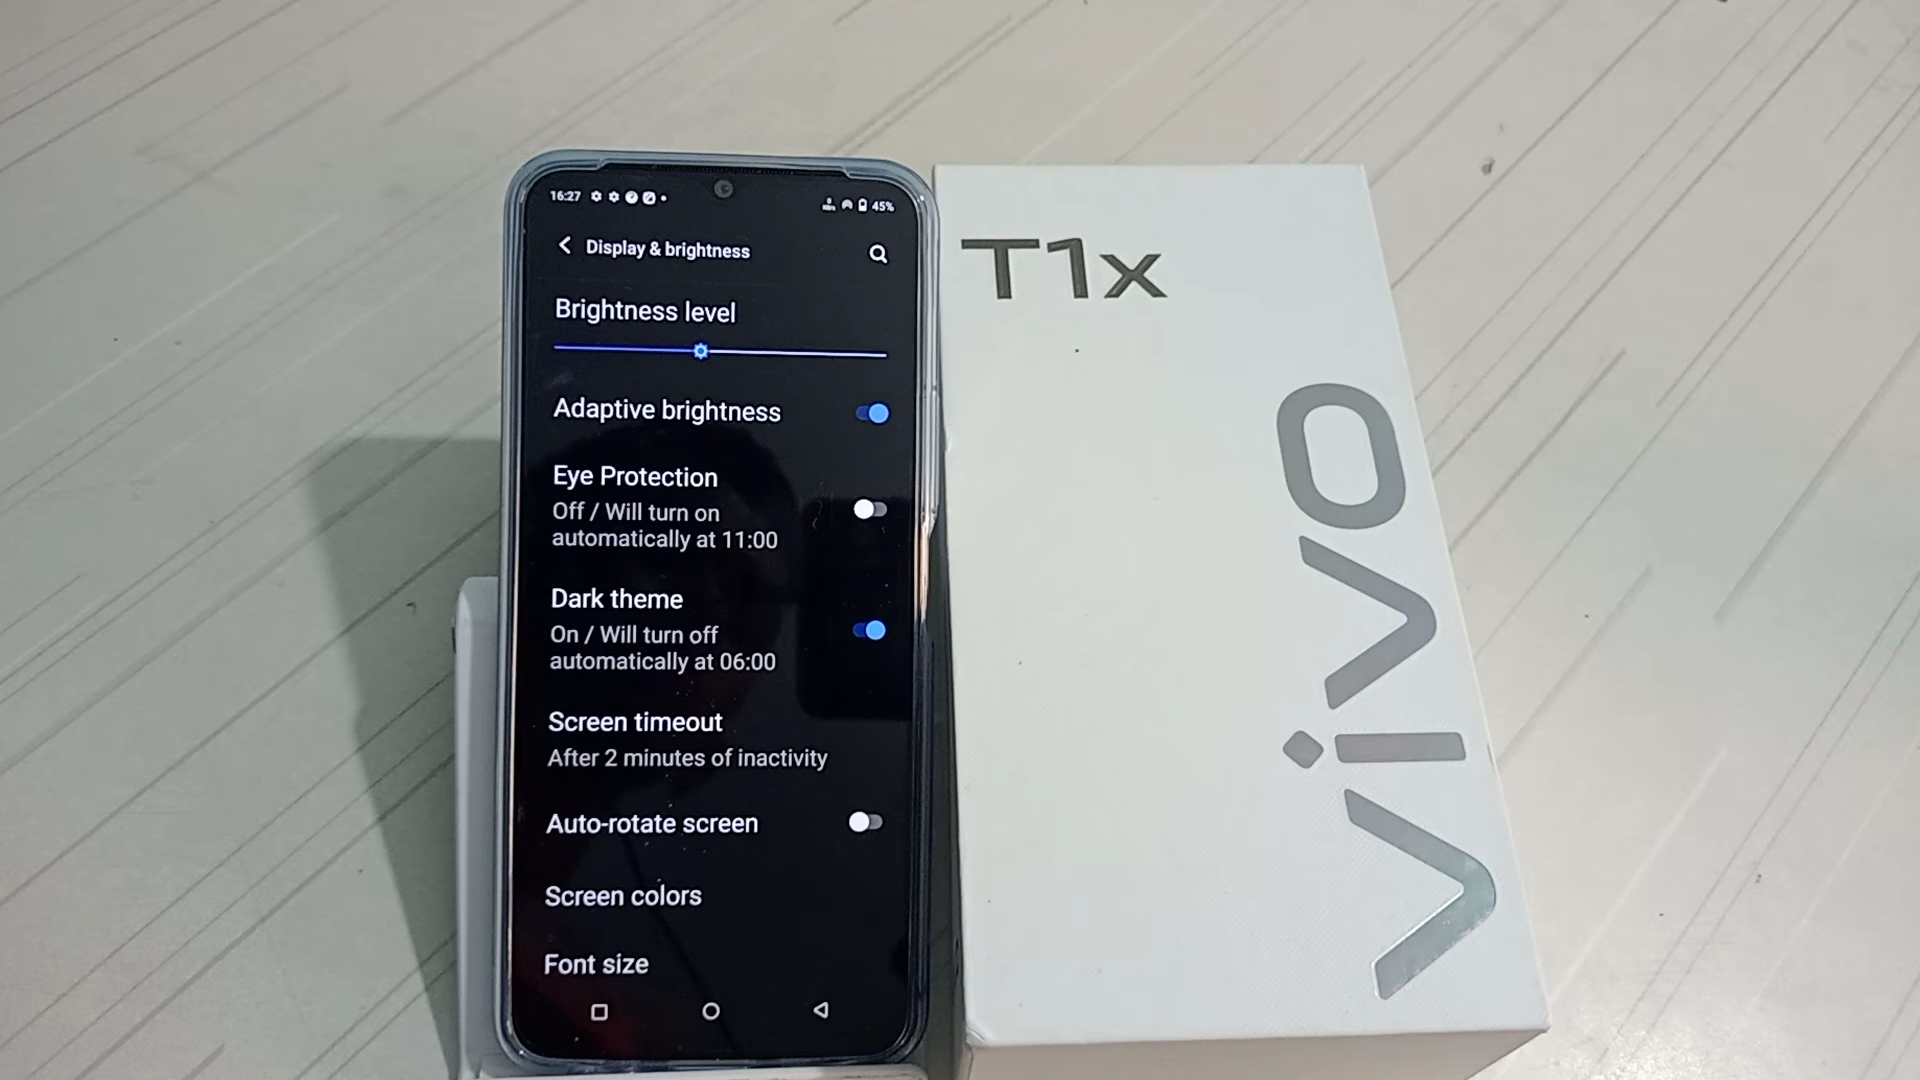 16:27
45%
Display & brightness
Brightness level
Adaptive brightness
Eye Protection
Off / Will turn on
automatically at 11:00
Dark theme
On / Will turn off
automatically at 06:00
Screen timeout
After 2 minutes of inactivity
Auto-rotate screen
Screen colors
Font size
T1x
vivo